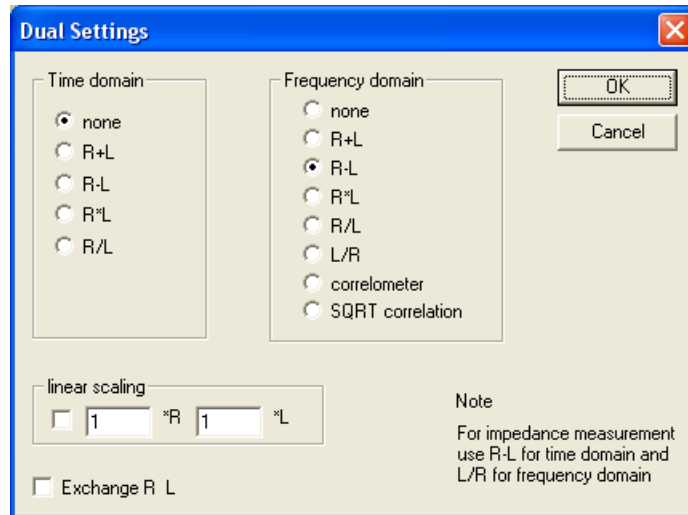 Dual Settings
Time domain
none
R+L
R-L
R*L
R/L
Frequency domain
none
R+L
R-L
R*L
R/L
L/R
correlometer
SQRT correlation
OK
Cancel
linear scaling
1 *R 1 *L
Exchange R L
Note
For impedance measurement
use R-L for time domain and
L/R for frequency domain